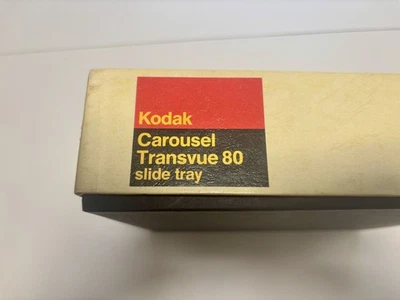 Kodak
Carousel
Transvue 80
slide tray